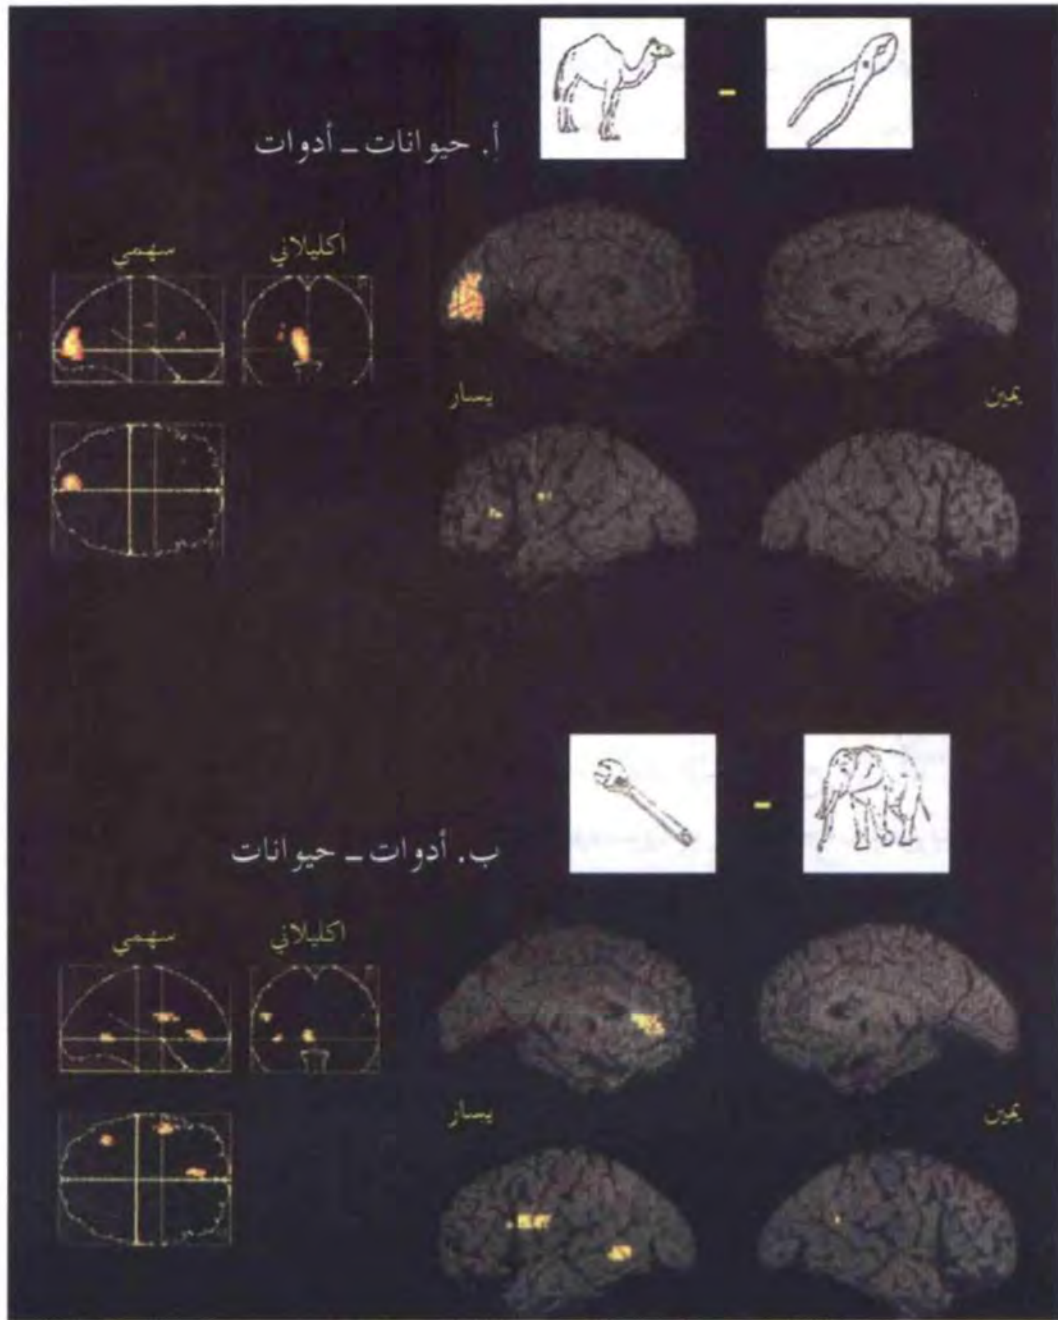 أ. حيوانات – أدوات
اكليلاني
سهمي
يسار
يمين
ب. أدوات – حيوانات
اكليلاني
سهمي
يسار
يمين